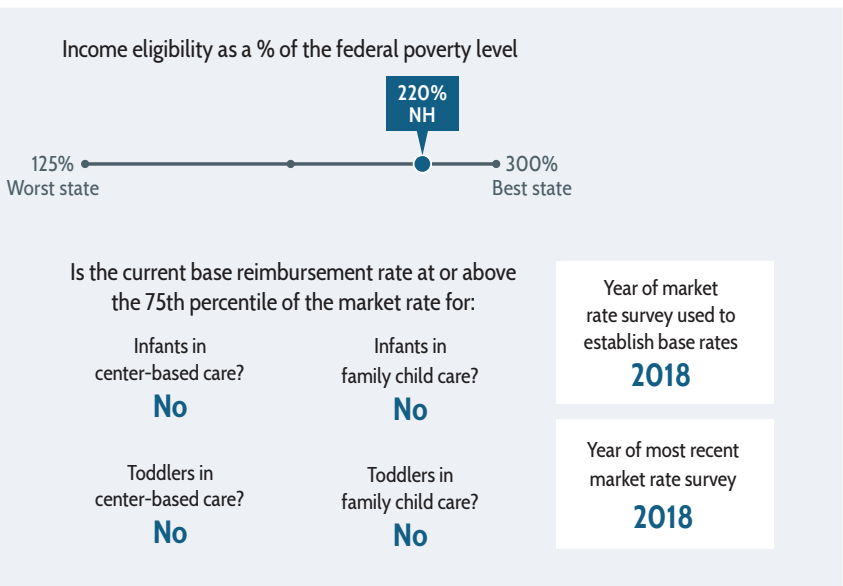 Income eligibility as a % of the federal poverty level
220%
NH
125%
Worst state
300%
Best state
Is the current base reimbursement rate at or above
the 75th percentile of the market rate for:
Infants in
center-based care?
No
Infants in
family child care?
No
Toddlers in
center-based care?
No
Toddlers in
family child care?
No
Year of market
rate survey used to
establish base rates
2018
Year of most recent
market rate survey
2018